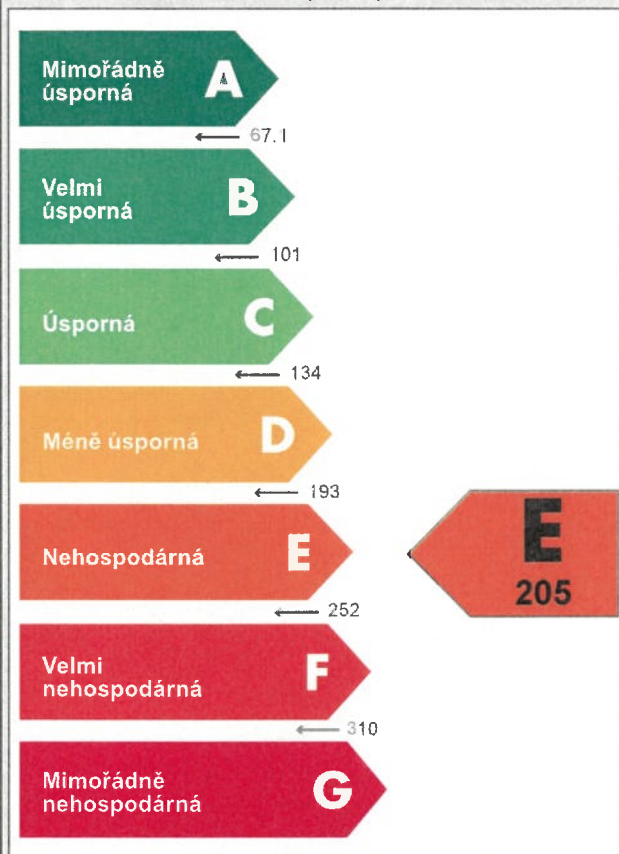 Mimořádně
úsporná
A
67.1
Velmi
úsporná
B
101
Úsporná
C
134
Méně úsporná
D
193
Nehospodárná
E
252
E
205
Velmi
nehospodárná
F
310
Mimořádně
nehospodárná
G